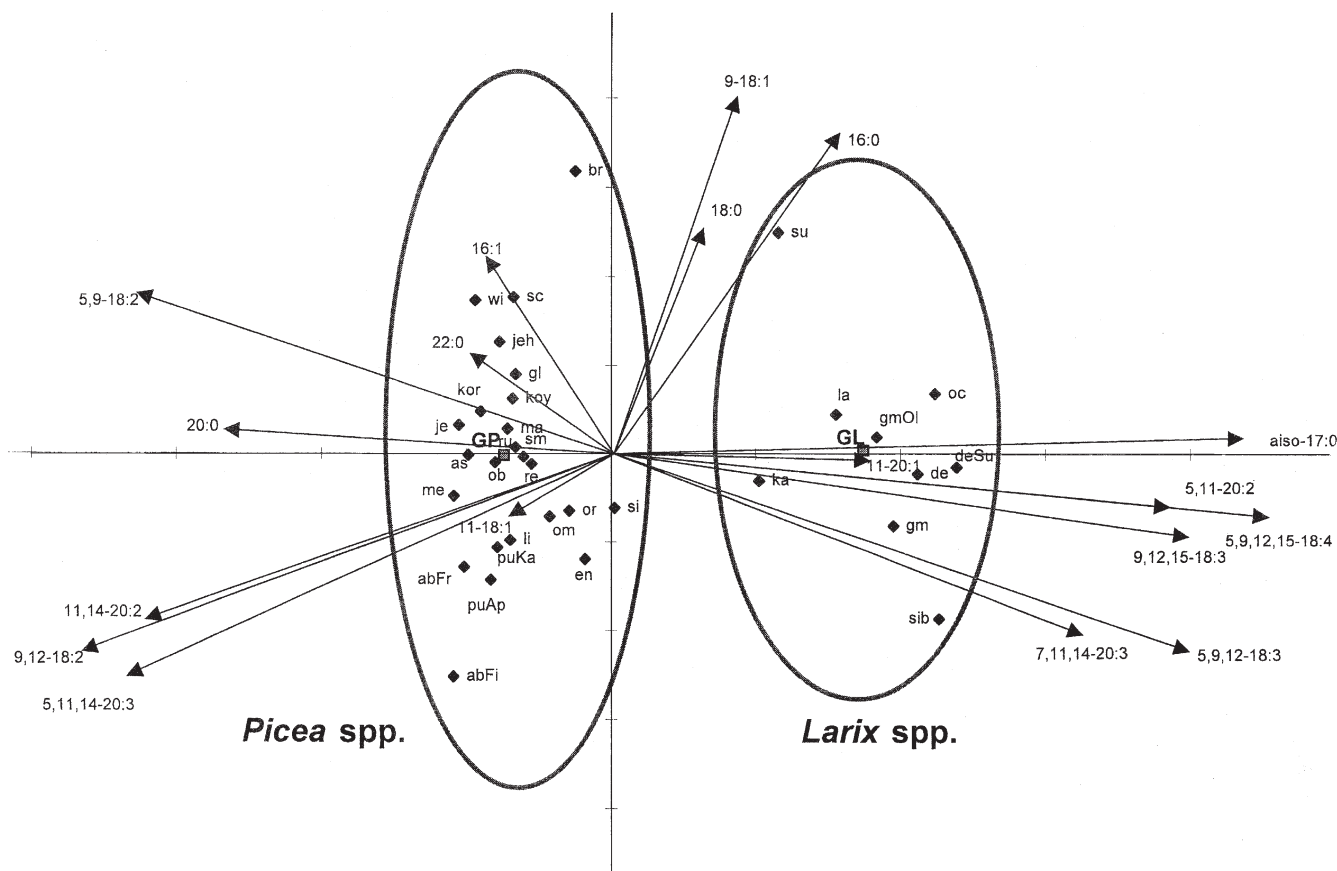 9-18:1
16:0
br
18:0
su
16:1
5,9-18:2
wi
sc
22:0
jeh
gl
kor
koy
la
oc
20:0
je
ma
gmOl
GP
ru
sm
GL
aiso-17:0
as
ob
re
11-20:1
deSu
de
me
ka
5,11-20:2
si
or
11-18:1
om
gm
5,9,12,15-18:4
li
puKa
9,12,15-18:3
abFr
en
puAp
11,14-20:2
sib
9,12-18:2
7,11,14-20:3
5,9,12-18:3
abFi
5,11,14-20:3
Picea spp.
Larix spp.